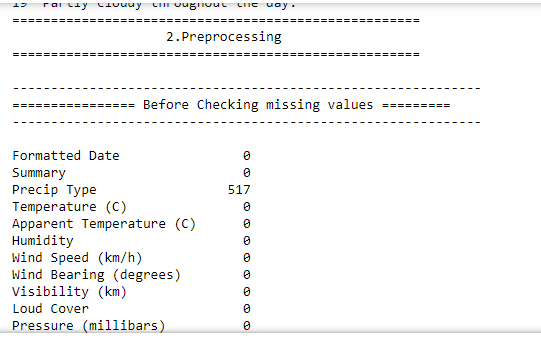 19 Partly cloudy throughout the day.
=====================================================
2.Preprocessing
=====================================================
-------------------------------------------------------------
================ Before Checking missing values =========
-------------------------------------------------------------
Formatted Date 0
Summary 0
Precip Type 517
Temperature (C) 0
Apparent Temperature (C) 0
Humidity 0
Wind Speed (km/h) 0
Wind Bearing (degrees) 0
Visibility (km) 0
Loud Cover 0
Pressure (millibars) 0